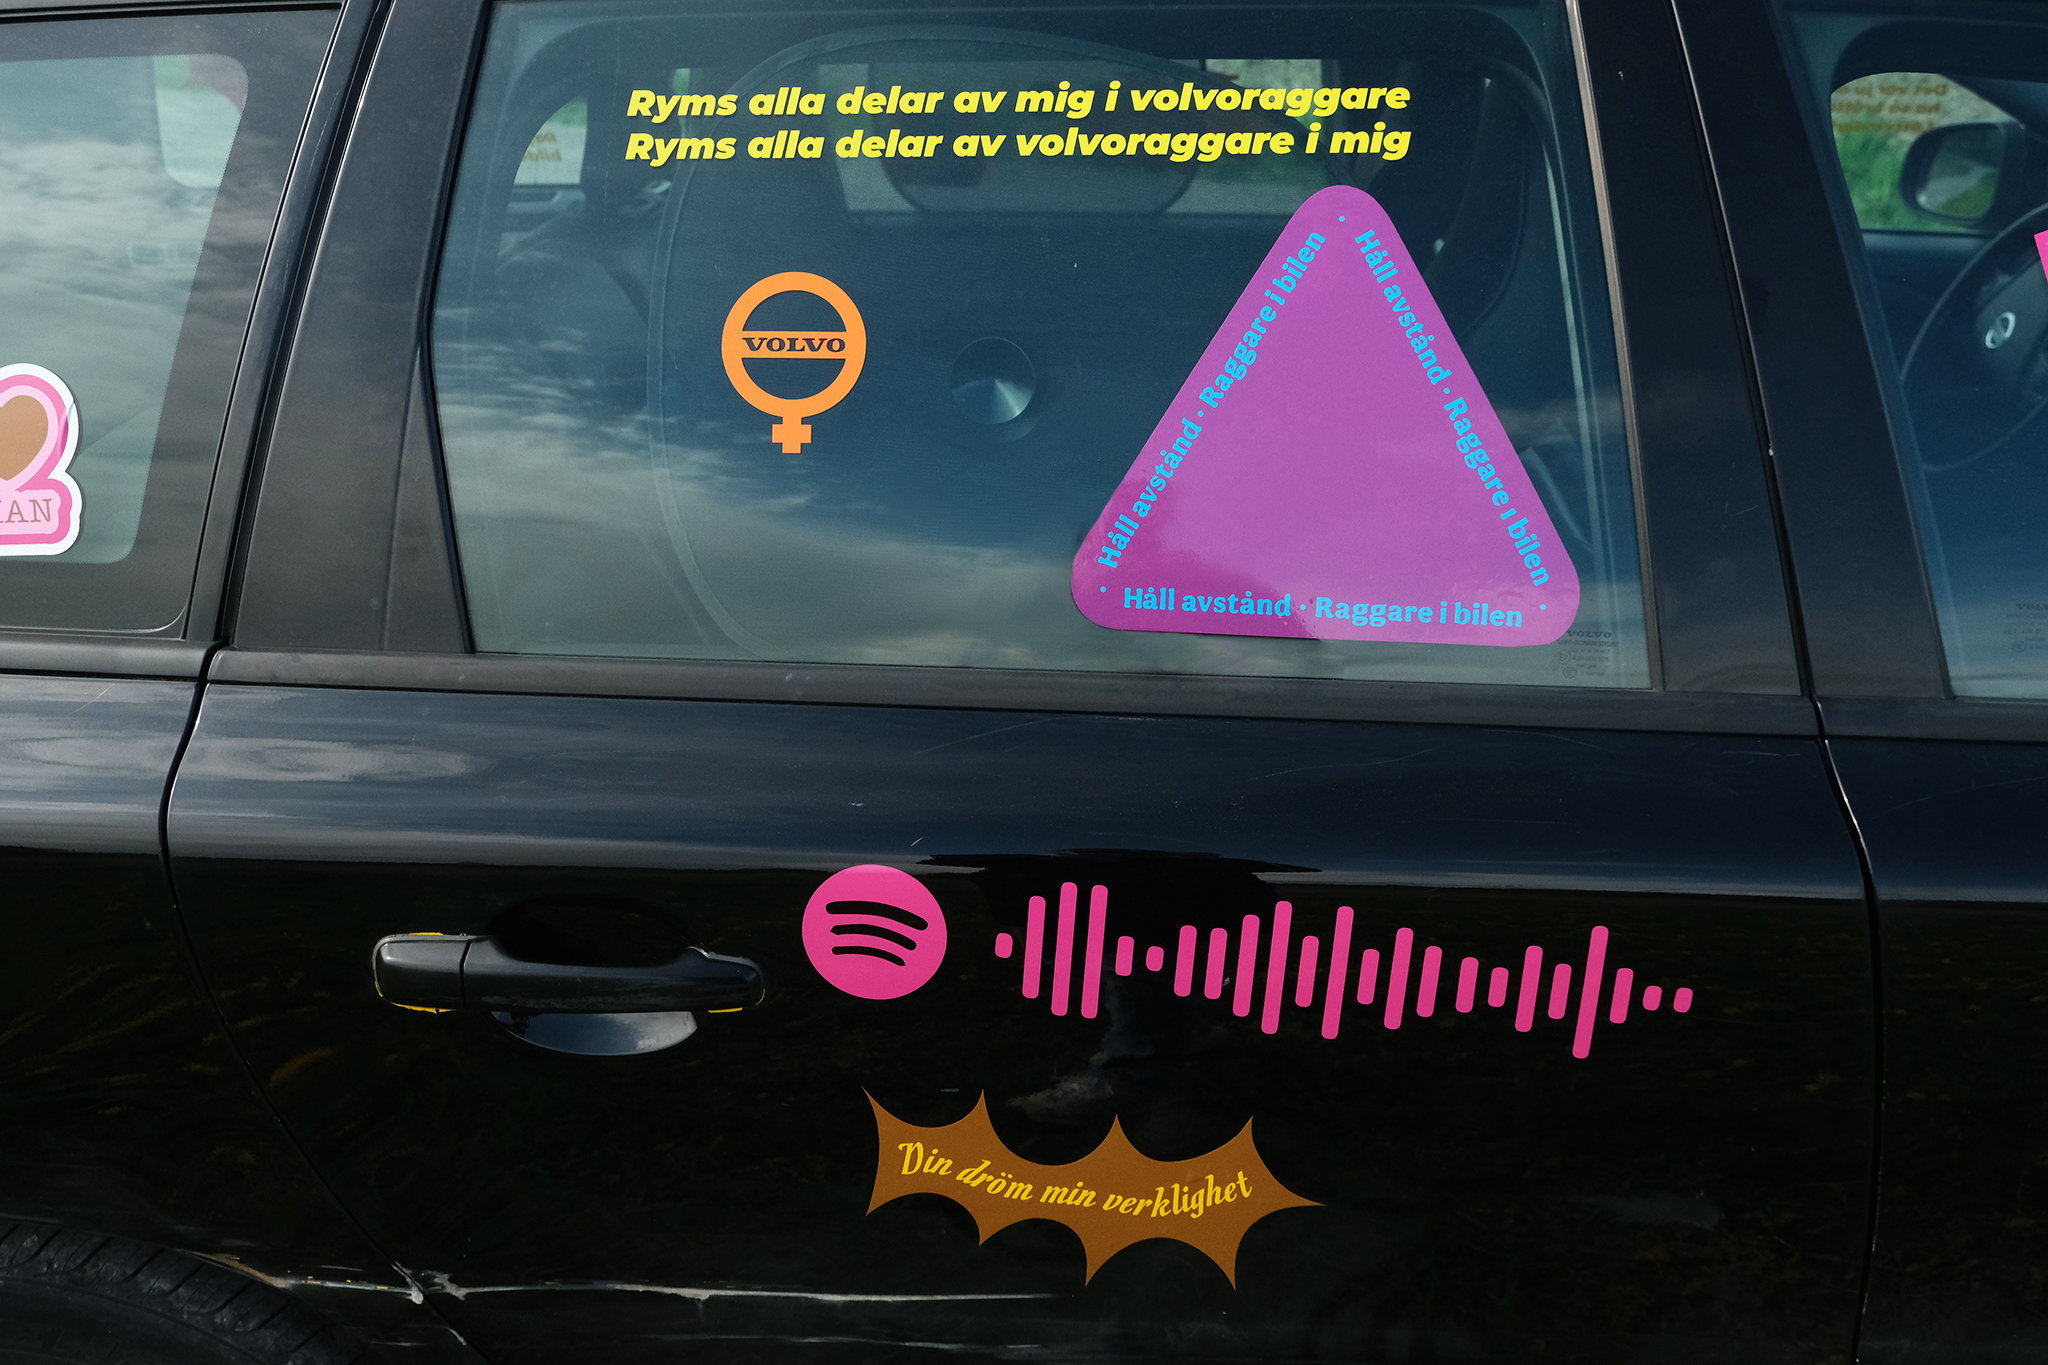 Ryms alla delar av mig i volvoraggare
Ryms alla delar av volvoraggare i mig
VOLVO
Håll avstånd · Raggare i bilen ·
Håll avstånd · Raggare i bilen ·
Håll avstånd · Raggare i bilen ·
VOLVO
Din dröm min verklighet